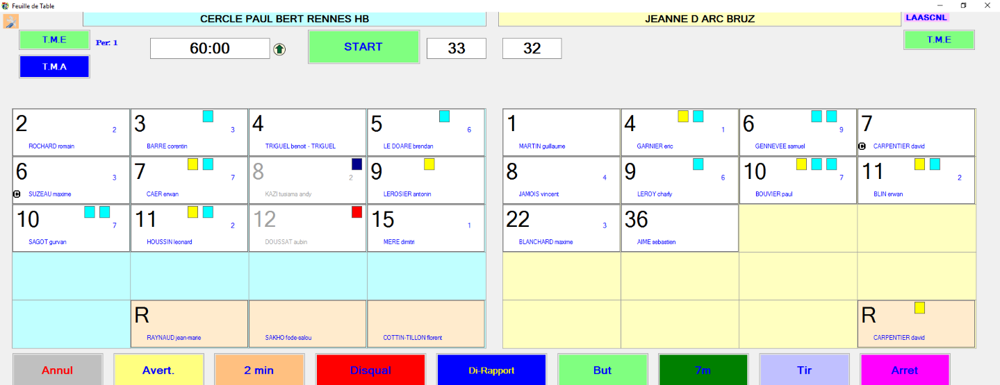 Feuille de Table
CERCLE PAUL BERT RENNES HB
JEANNE D ARC BRUZ
LAASCNL
T.M.E
Per: 1
60:00
START
33
32
T.M.E
T.M.A
2
2
ROCHARD romain
3
3
BARRE corentin
4
TRIGUEL benoit - TRIGUEL
5
6
LE DOARE brendan
1
MARTIN guillaume
4
1
GARNIER eric
6
9
GENNEVEE samuel
7
C
CARPENTIER david
6
3
C
SUZEAU maxime
7
7
CAER erwan
8
2
KAZI tusiama andy
9
LEROSIER antonin
8
4
JAMOIS vincent
9
6
LEROY charly
10
7
BOUVIER paul
11
2
BLIN erwan
10
7
SAGOT gurvan
11
2
HOUSSIN leonard
12
DOUSSAT aubin
15
1
MERE dimitri
22
3
BLANCHARD maxime
36
AIME sebastien
R
RAYNAUD jean-marie
SAKHO fode-salou
COTTIN-TILLON florent
R
CARPENTIER david
Annul
Avert.
2 min
Disqual
Di-Rapport
But
7m
Tir
Arret